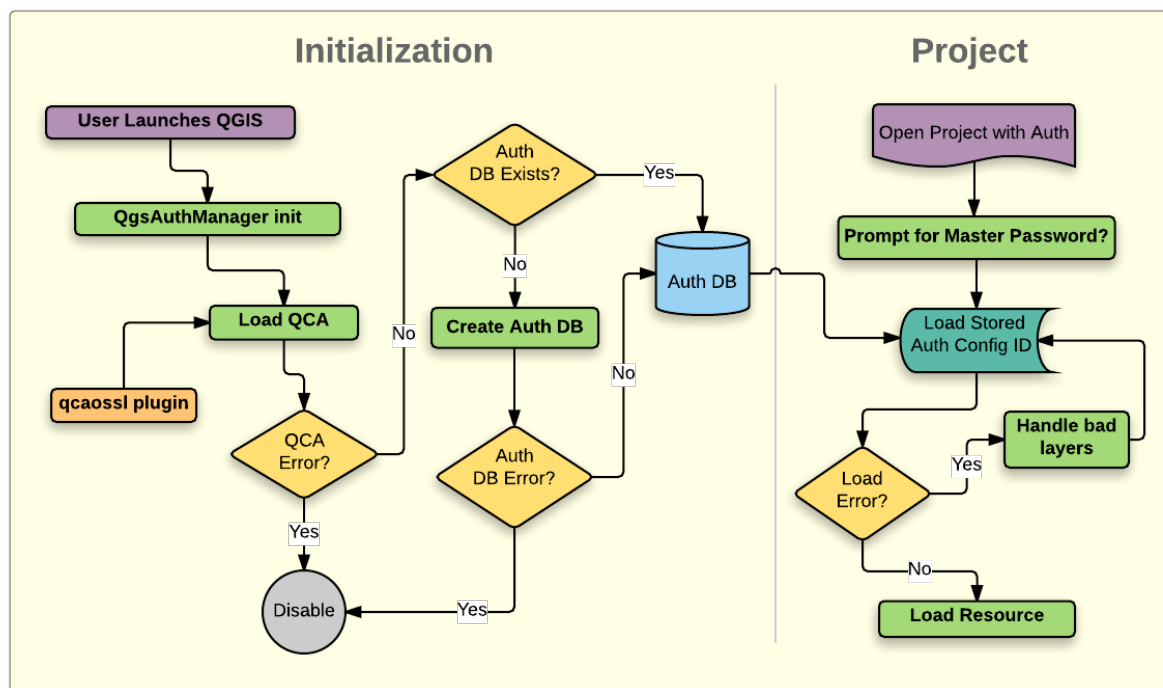 Initialization
Project
User Launches QGIS
QgsAuthManager init
Load QCA
qcaossl plugin
QCA
Error?
Yes
Disable
No
Auth
DB Exists?
Yes
No
Create Auth DB
Auth
DB Error?
No
Yes
Auth DB
Open Project with Auth
Prompt for Master Password?
Load Stored
Auth Config ID
Handle bad
layers
Load
Error?
Yes
No
Load Resource